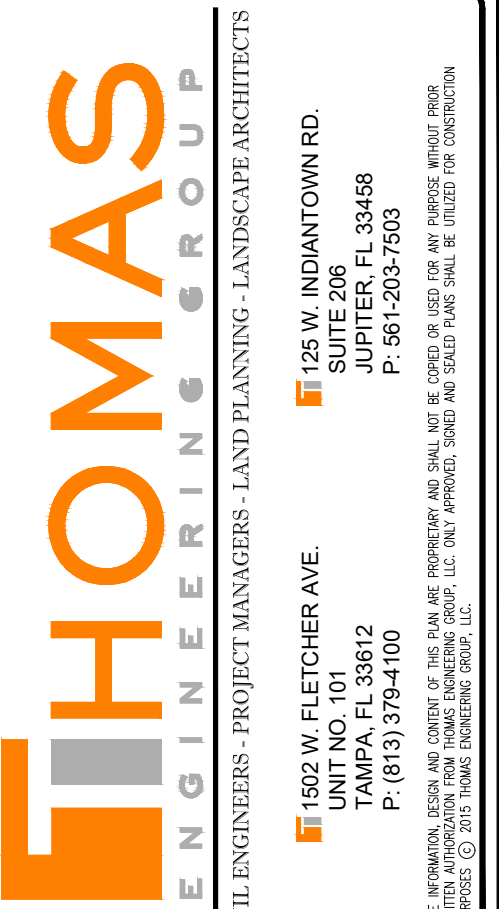 THOMAS
ENGINEERING GROUP
ENGINEERS - PROJECT MANAGERS - LAND PLANNING - LANDSCAPE ARCHITECTS
125 W. INDIANTOWN RD.
SUITE 206
JUPITER, FL 33458
P: 561-203-7503
1502 W. FLETCHER AVE.
UNIT NO. 101
TAMPA, FL 33612
P: (813) 379-4100
INFORMATION, DESIGN AND CONTENT OF THIS PLAN ARE PROPRIETARY AND SHALL NOT BE COPIED OR USED FOR ANY PURPOSE WITHOUT PRIOR
AUTHORIZATION FROM THOMAS ENGINEERING GROUP, LLC. ONLY APPROVED, SIGNED AND SEALED PLANS SHALL BE UTILIZED FOR CONSTRUCTION
© 2015 THOMAS ENGINEERING GROUP, LLC.